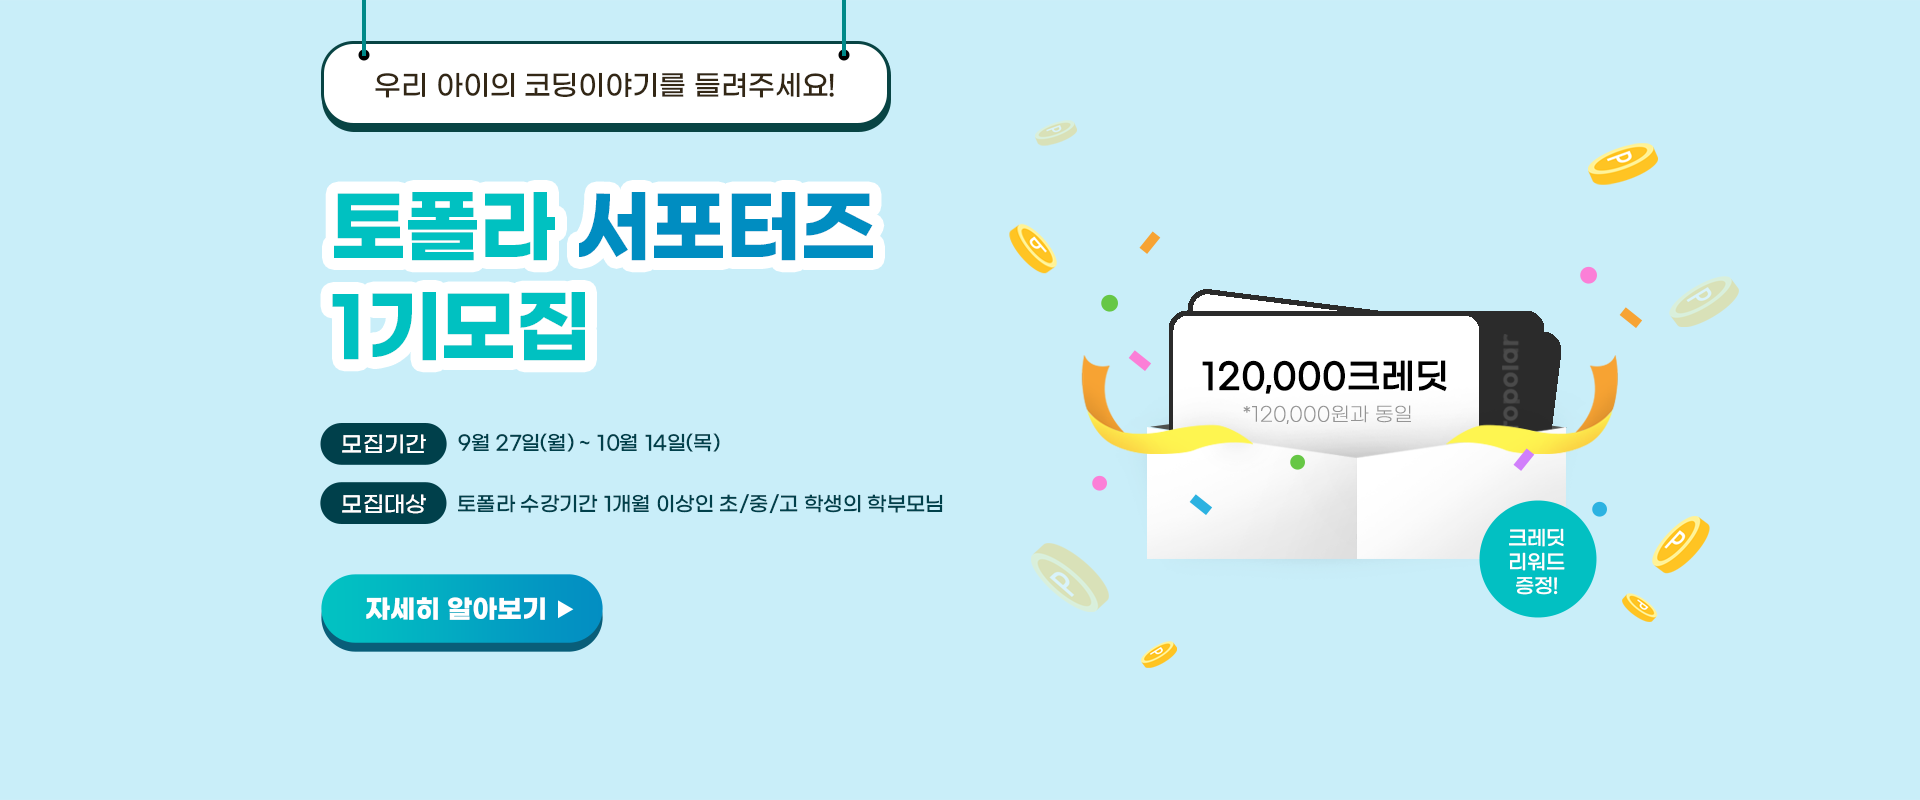 우리 아이의 코딩이야기를 들려주세요!
토폴라 서포터즈
1기모집
모집기간 9월 27일(월) ~ 10월 14일(목)
모집대상 토폴라 수강기간 1개월 이상인 초/중/고 학생의 학부모님
자세히 알아보기 ▶
120,000크레딧
*120,000원과 동일
opolar
크레딧
리워드
증정!
P
P
P
P
P
P
P
P
P